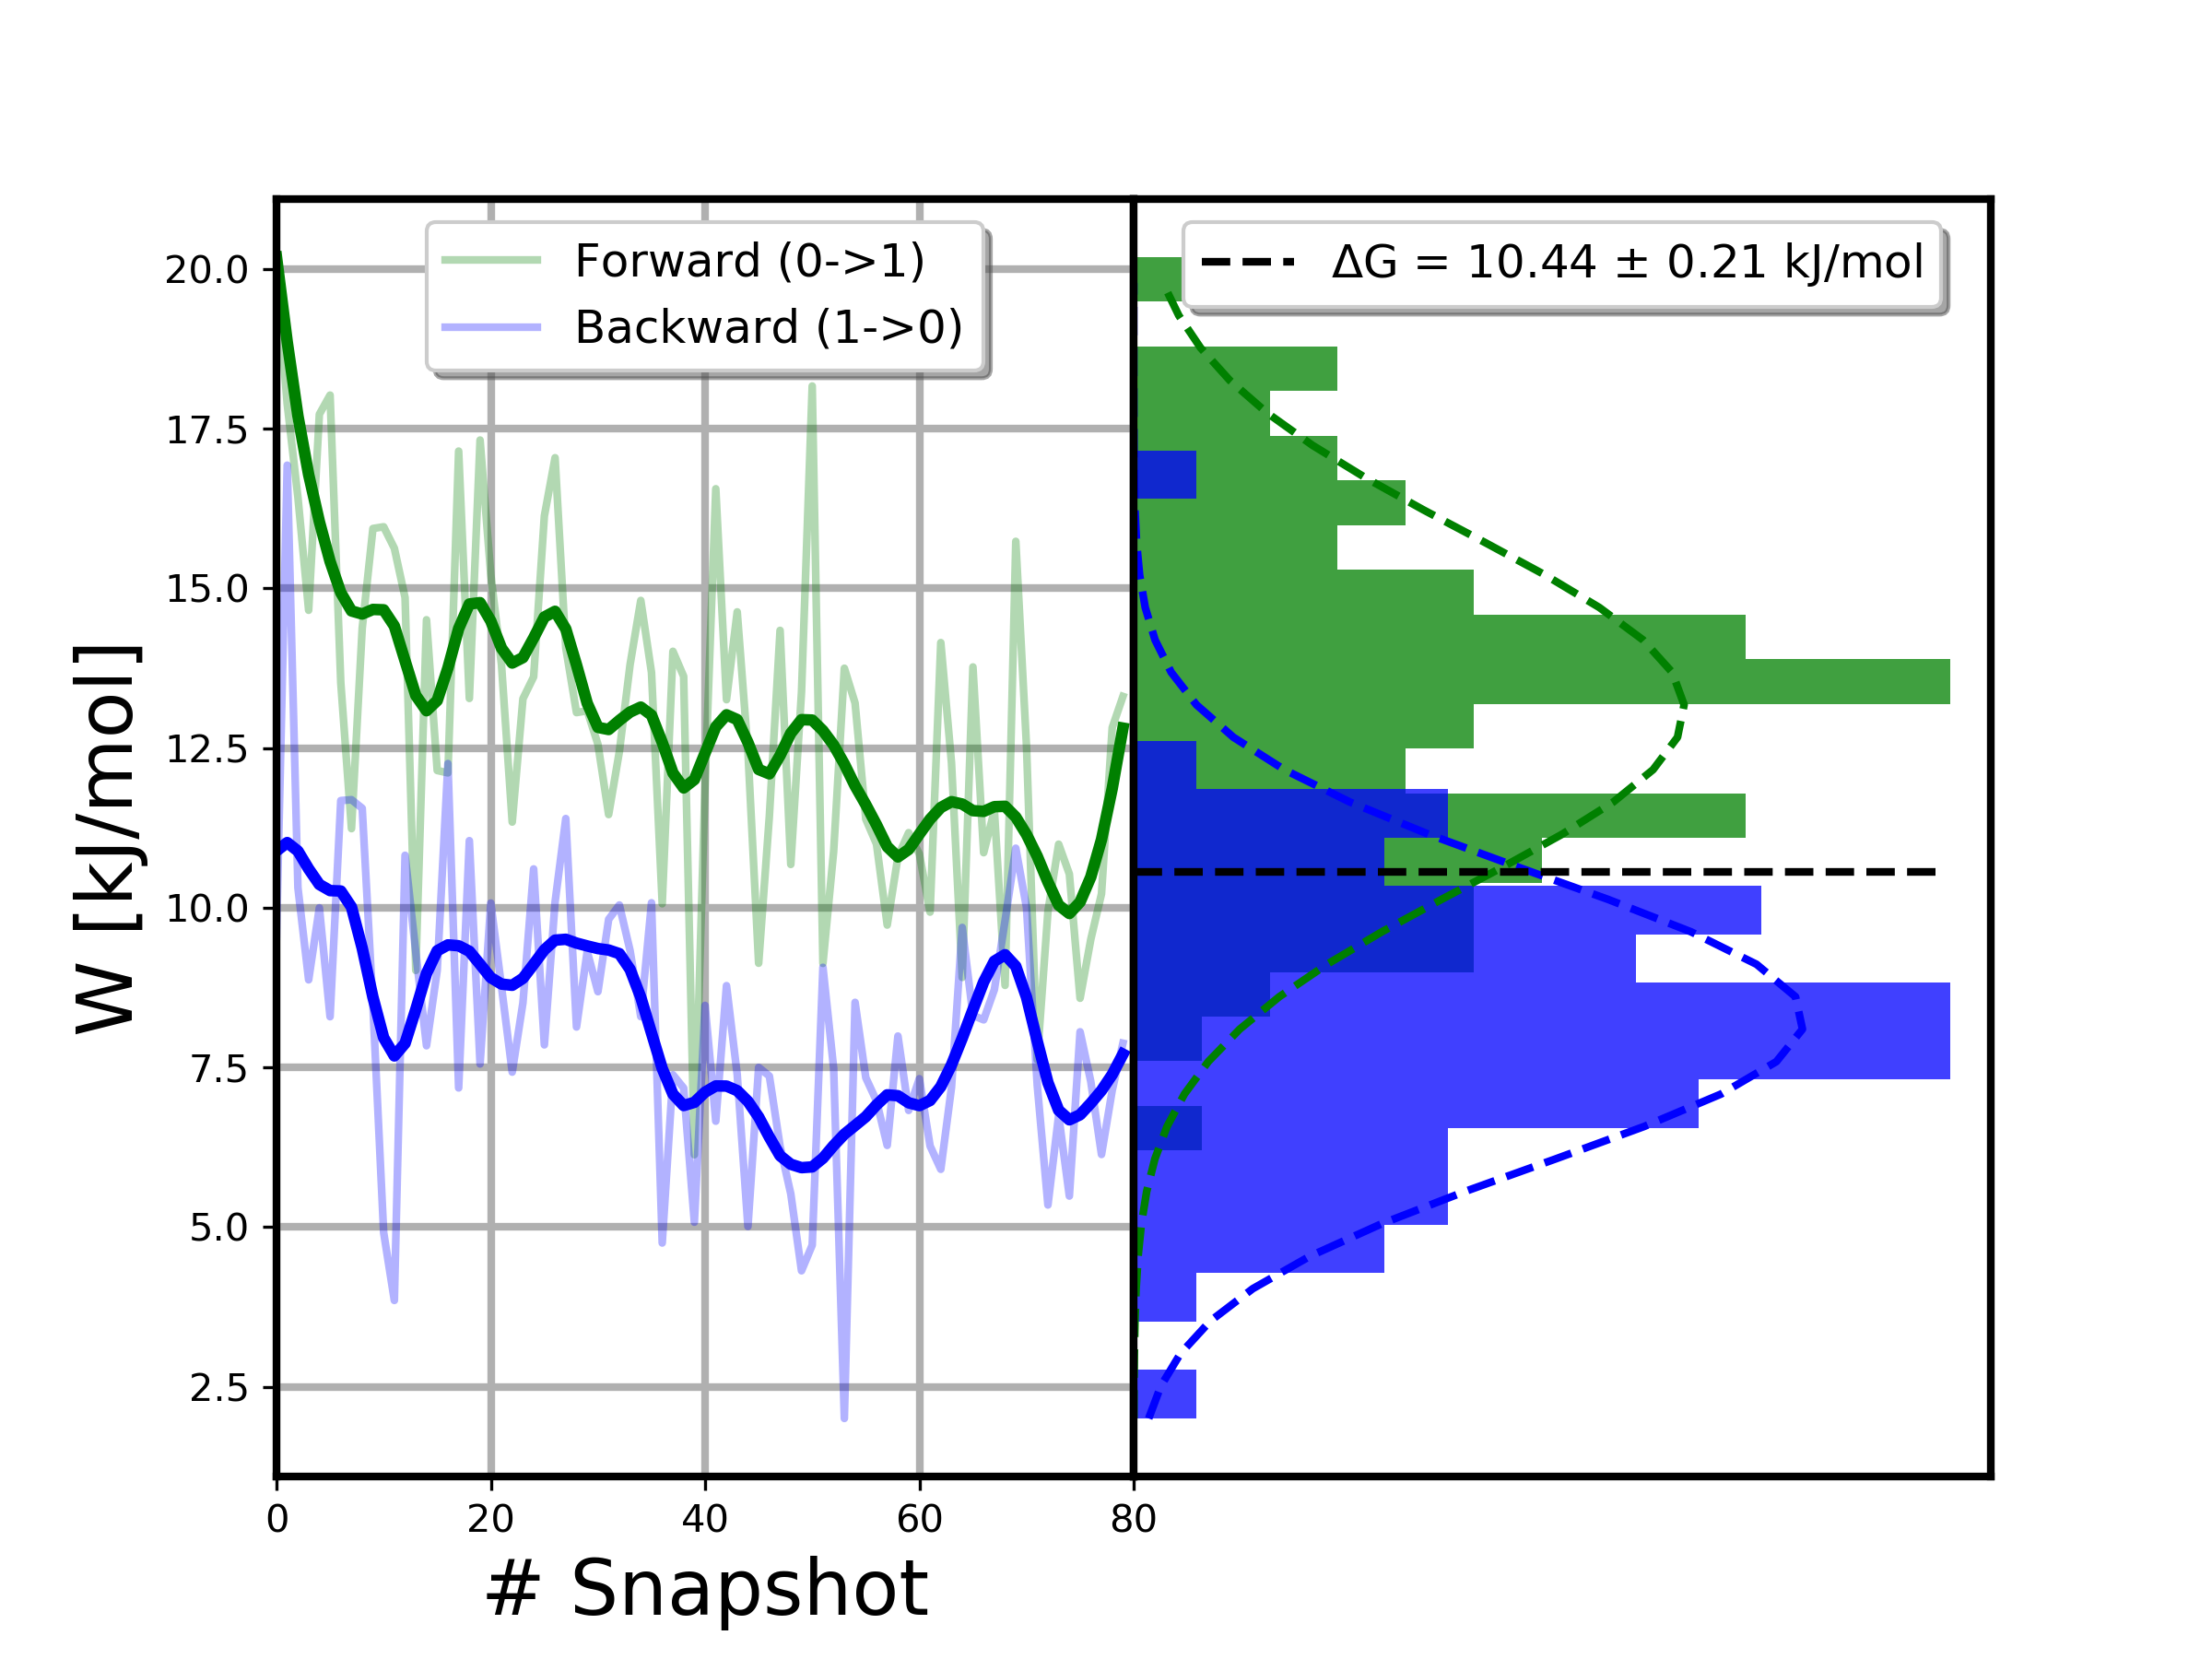 Forward (0->1)
Backward (1->0)
ΔG = 10.44 ± 0.21 kJ/mol
W [kJ/mol]
20.0
17.5
15.0
12.5
10.0
7.5
5.0
2.5
0 20 40 60 80
# Snapshot